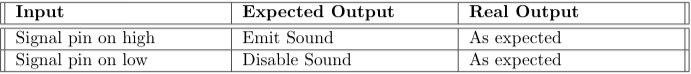 Input Expected Output Real Output
Signal pin on high Emit Sound As expected
Signal pin on low Disable Sound As expected